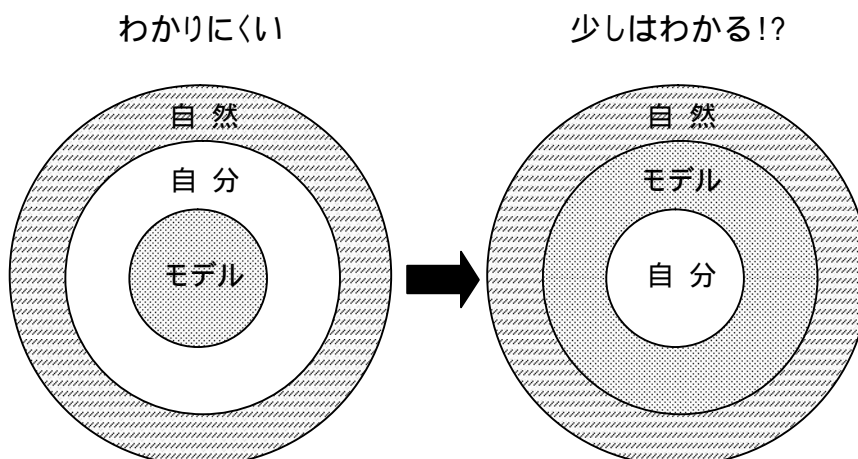 わかりにくい
少しはわかる!?
自 然
自 分
モデル
自 然
モデル
自 分